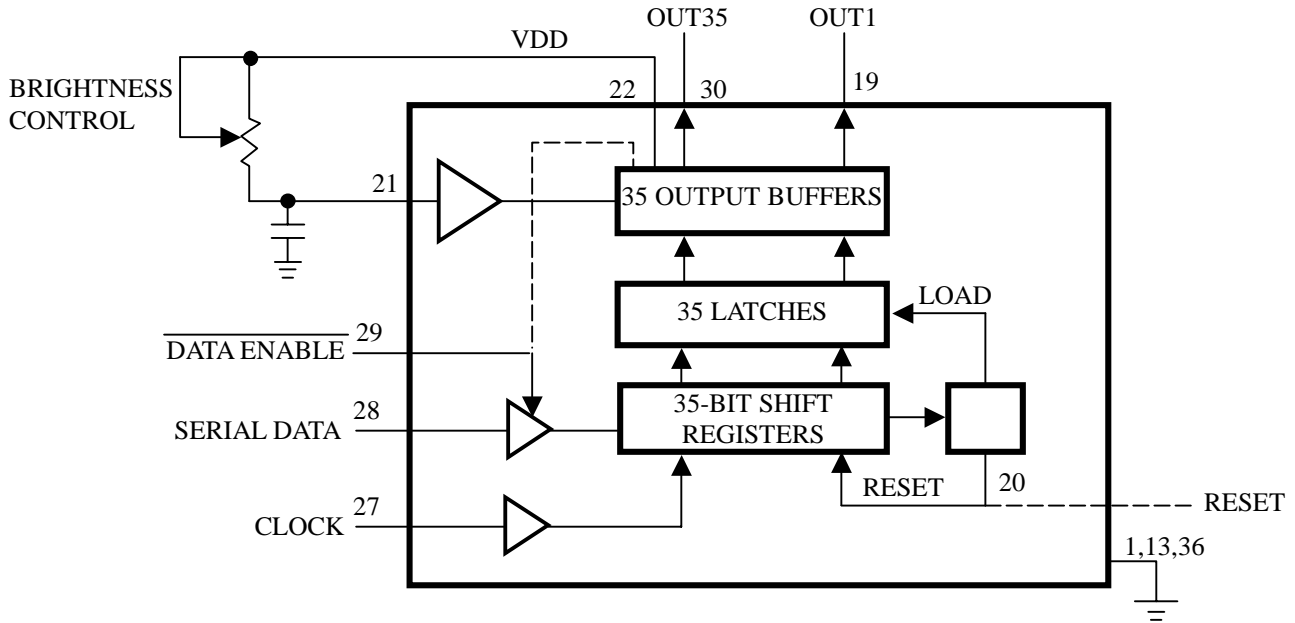 OUT35 OUT1
VDD
BRIGHTNESS
CONTROL
22 30 19
21
35 OUTPUT BUFFERS
35 LATCHES
LOAD
DATA ENABLE 29
SERIAL DATA 28
35-BIT SHIFT
REGISTERS
RESET 20
RESET
CLOCK 27
1,13,36